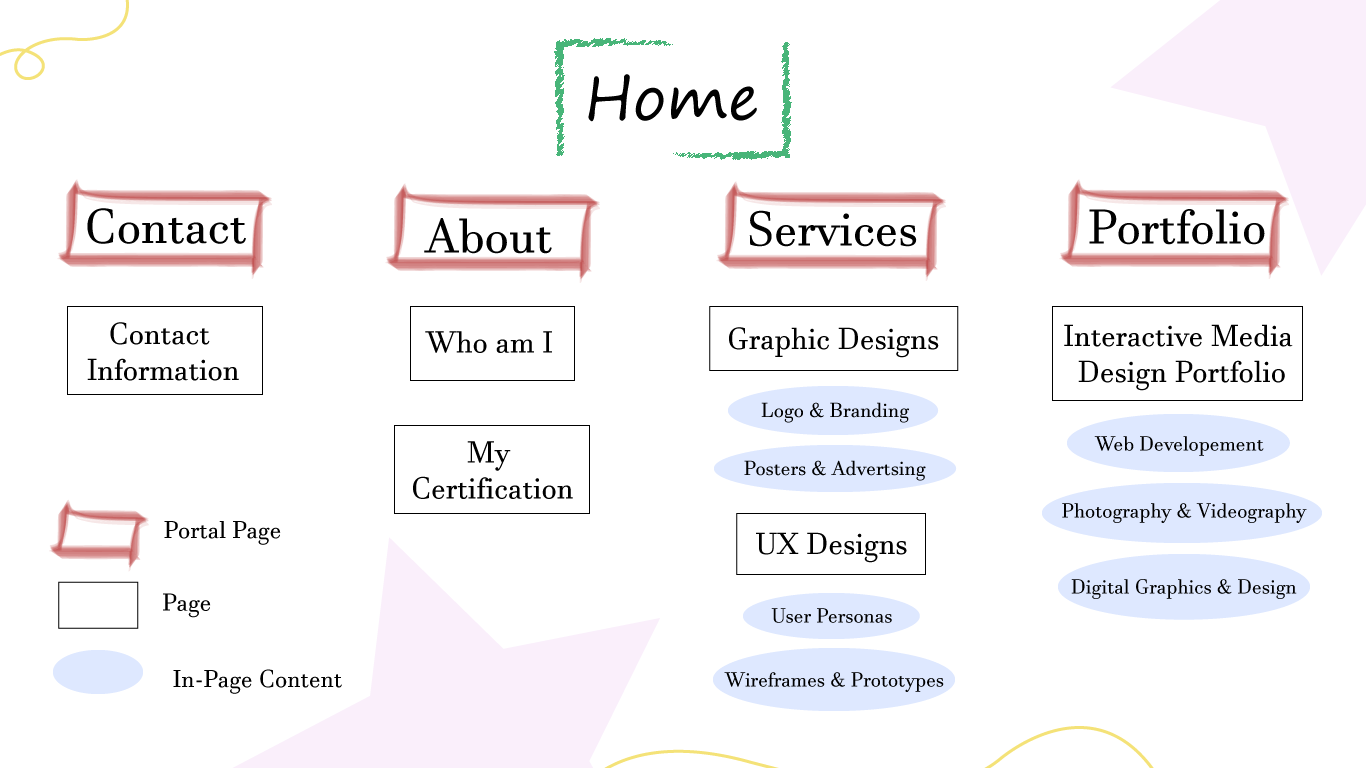 Home
Contact
About
Services
Portfolio
Contact
Information
Who am I
My
Certification
Graphic Designs
Logo & Branding
Posters & Advertsing
UX Designs
User Personas
Wireframes & Prototypes
Interactive Media
Design Portfolio
Web Developement
Photography & Videography
Digital Graphics & Design
Portal Page
Page
In-Page Content